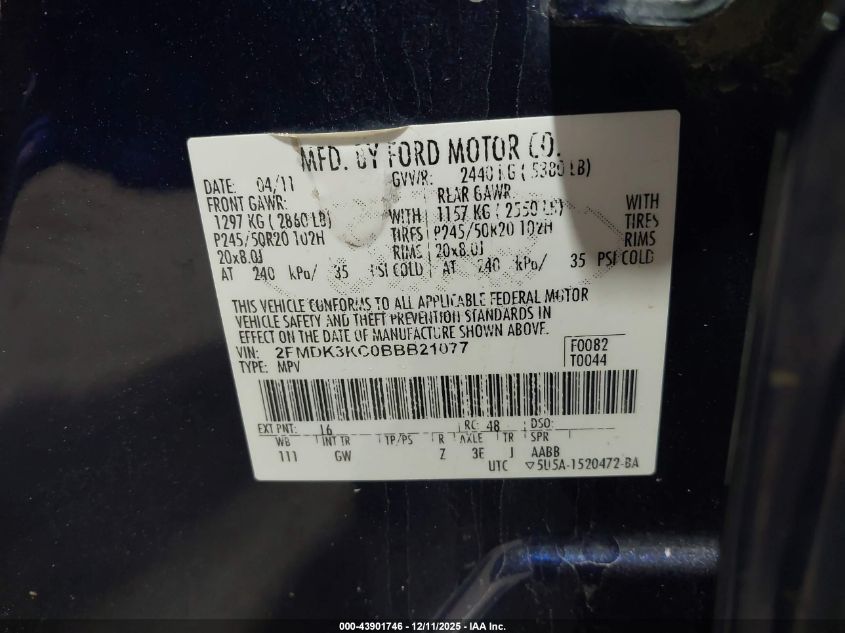 MFD. BY FORD MOTOR CO.
DATE: 04/11 GVWR: 2440 KG ( 5380 LB)
FRONT GAWR: REAR GAWR:
1297 KG ( 2860 LB) WITH 1157 KG ( 2550 LB) WITH
P245/50R20 102H TIRES P245/50R20 102H TIRES
20x8.0J RIMS 20x8.0J RIMS
AT 240 kPa/ 35 PSI COLD AT 240 kPa/ 35 PSI COLD
THIS VEHICLE CONFORMS TO ALL APPLICABLE FEDERAL MOTOR
VEHICLE SAFETY AND THEFT PREVENTION STANDARDS IN
EFFECT ON THE DATE OF MANUFACTURE SHOWN ABOVE.
VIN: 2FMDK3KC0BBB21077 F0082
TYPE: MPV T0044
EXT PNT: L6 RC: 48 DSO:
WB INT TR TP/PS R AXLE TR SPR
111 GW Z 3E J AABB
UTC ▽5U5A-1520472-BA
000-43901746 - 12/11/2025 - IAA Inc.